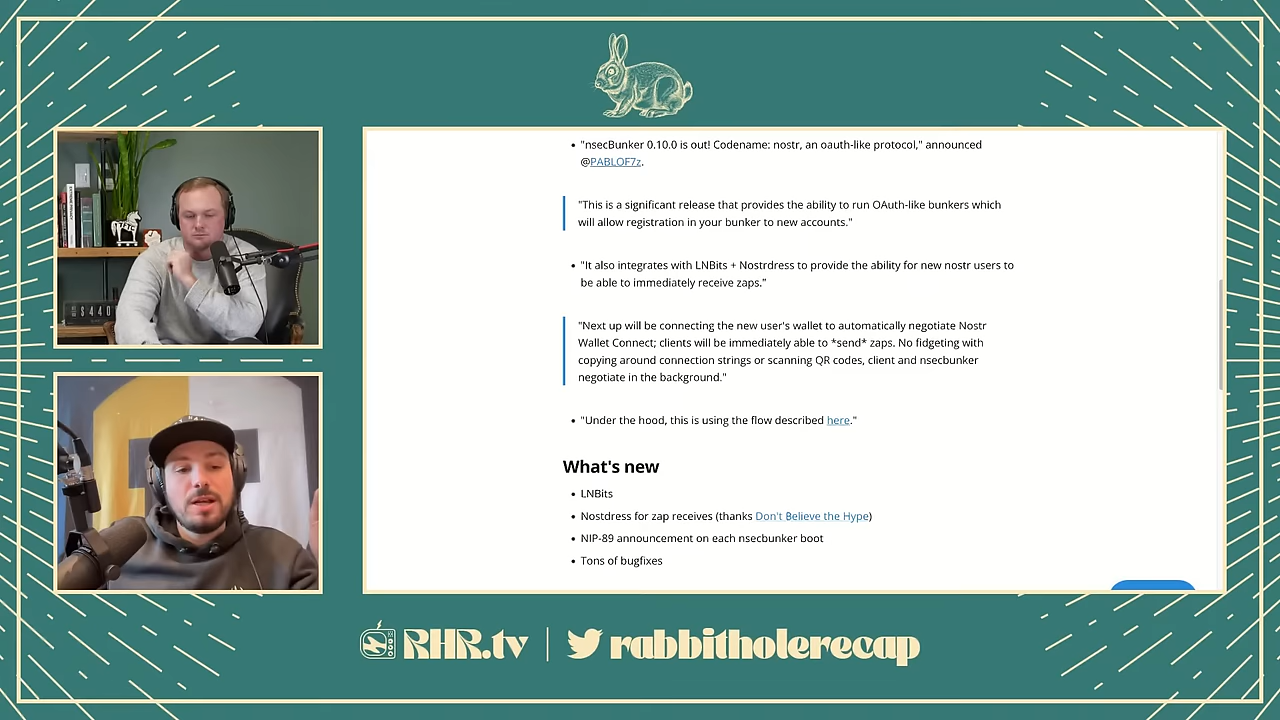 • "nsecBunker 0.10.0 is out! Codename: nostr, an oauth-like protocol," announced
@PABLOF7z.
"This is a significant release that provides the ability to run OAuth-like bunkers which
will allow registration in your bunker to new accounts."
• "It also integrates with LNBits + Nostrdress to provide the ability for new nostr users to
be able to immediately receive zaps."
"Next up will be connecting the new user's wallet to automatically negotiate Nostr
Wallet Connect; clients will be immediately able to *send* zaps. No fidgeting with
copying around connection strings or scanning QR codes, client and nsecbunker
negotiate in the background."
• "Under the hood, this is using the flow described here."
What's new
• LNBits
• Nostdress for zap receives (thanks Don't Believe the Hype)
• NIP-89 announcement on each nsecbunker boot
• Tons of bugfixes
TFTC
$440
RHR.tv | rabbitholerecap